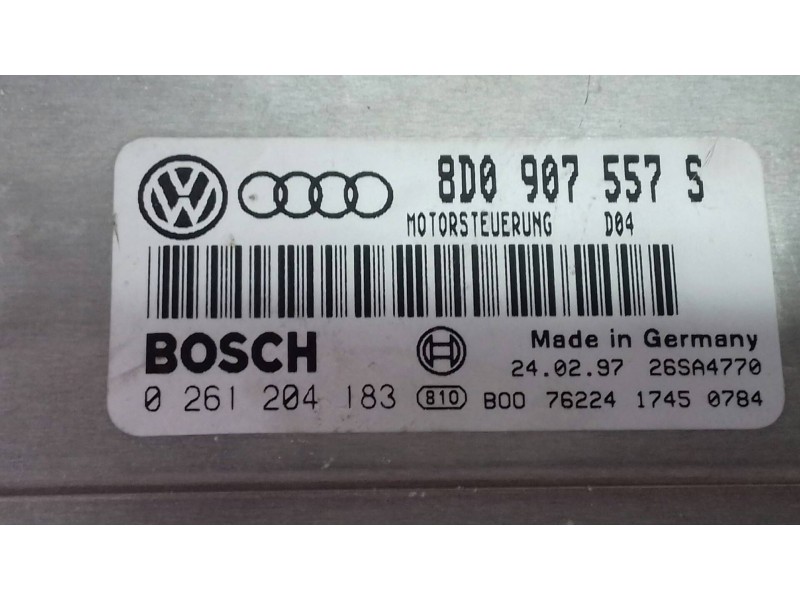 8D0 907 557 S
MOTORSTEUERUNG D04
BOSCH
Made in Germany
24.02.97 26SA4770
0 261 204 183 810 B00 76224 1745 0784